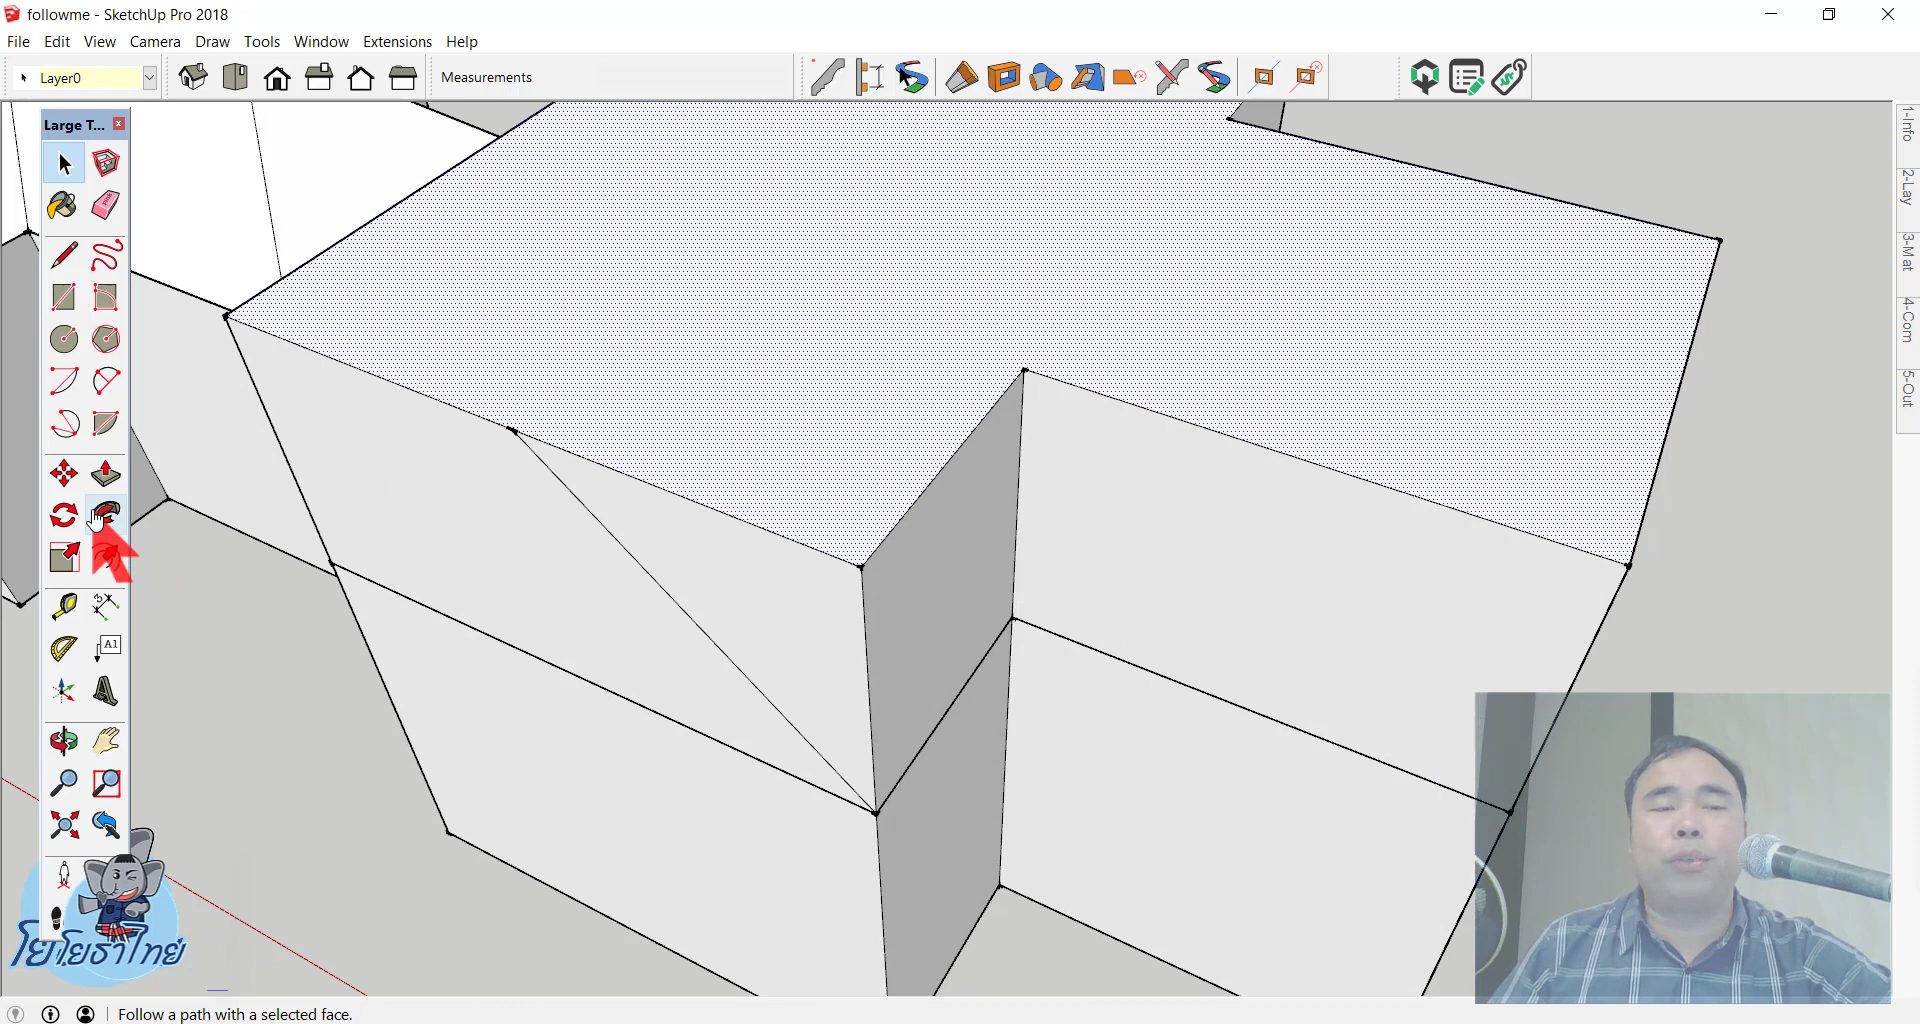 followme - SketchUp Pro 2018
File Edit View Camera Draw Tools Window Extensions Help
Layer0
Measurements
Large T...
A1
1-Info
2-Lay
3-Mat
4-Com
5-Out
โยโยธาไทย
Follow a path with a selected face.